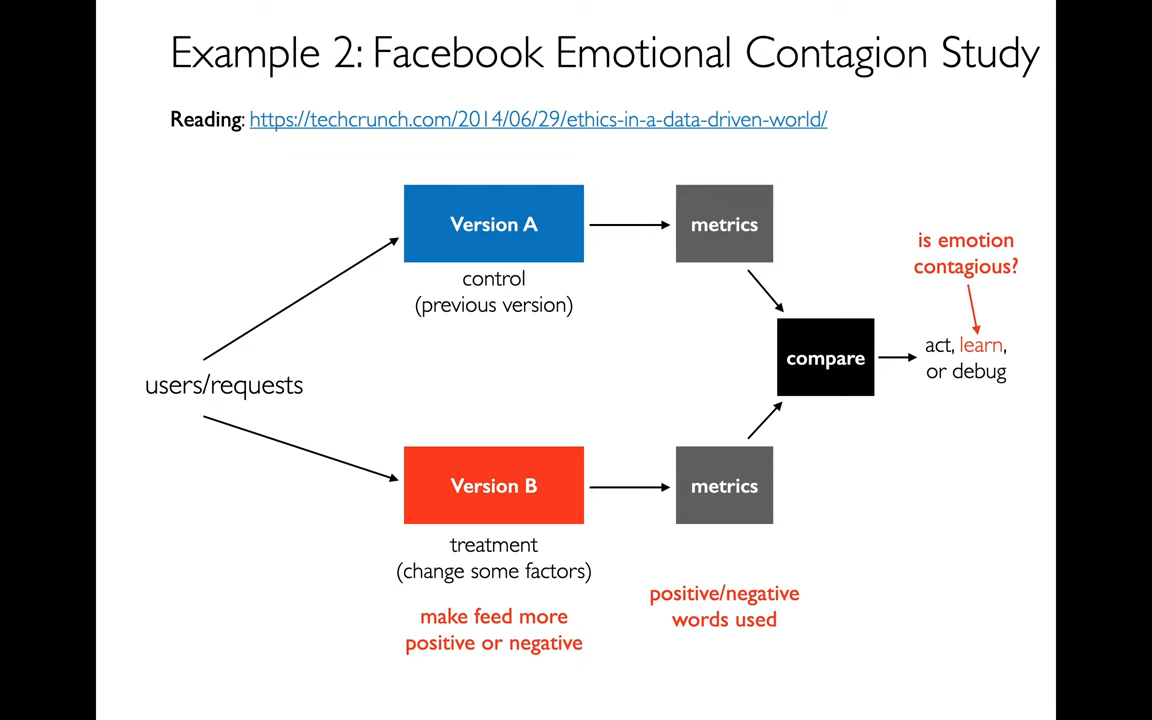 Example 2: Facebook Emotional Contagion Study
Reading: https://techcrunch.com/2014/06/29/ethics-in-a-data-driven-world/
Version A
metrics
control
(previous version)
is emotion
contagious?
users/requests
compare
act, learn,
or debug
Version B
metrics
treatment
(change some factors)
make feed more
positive or negative
positive/negative
words used